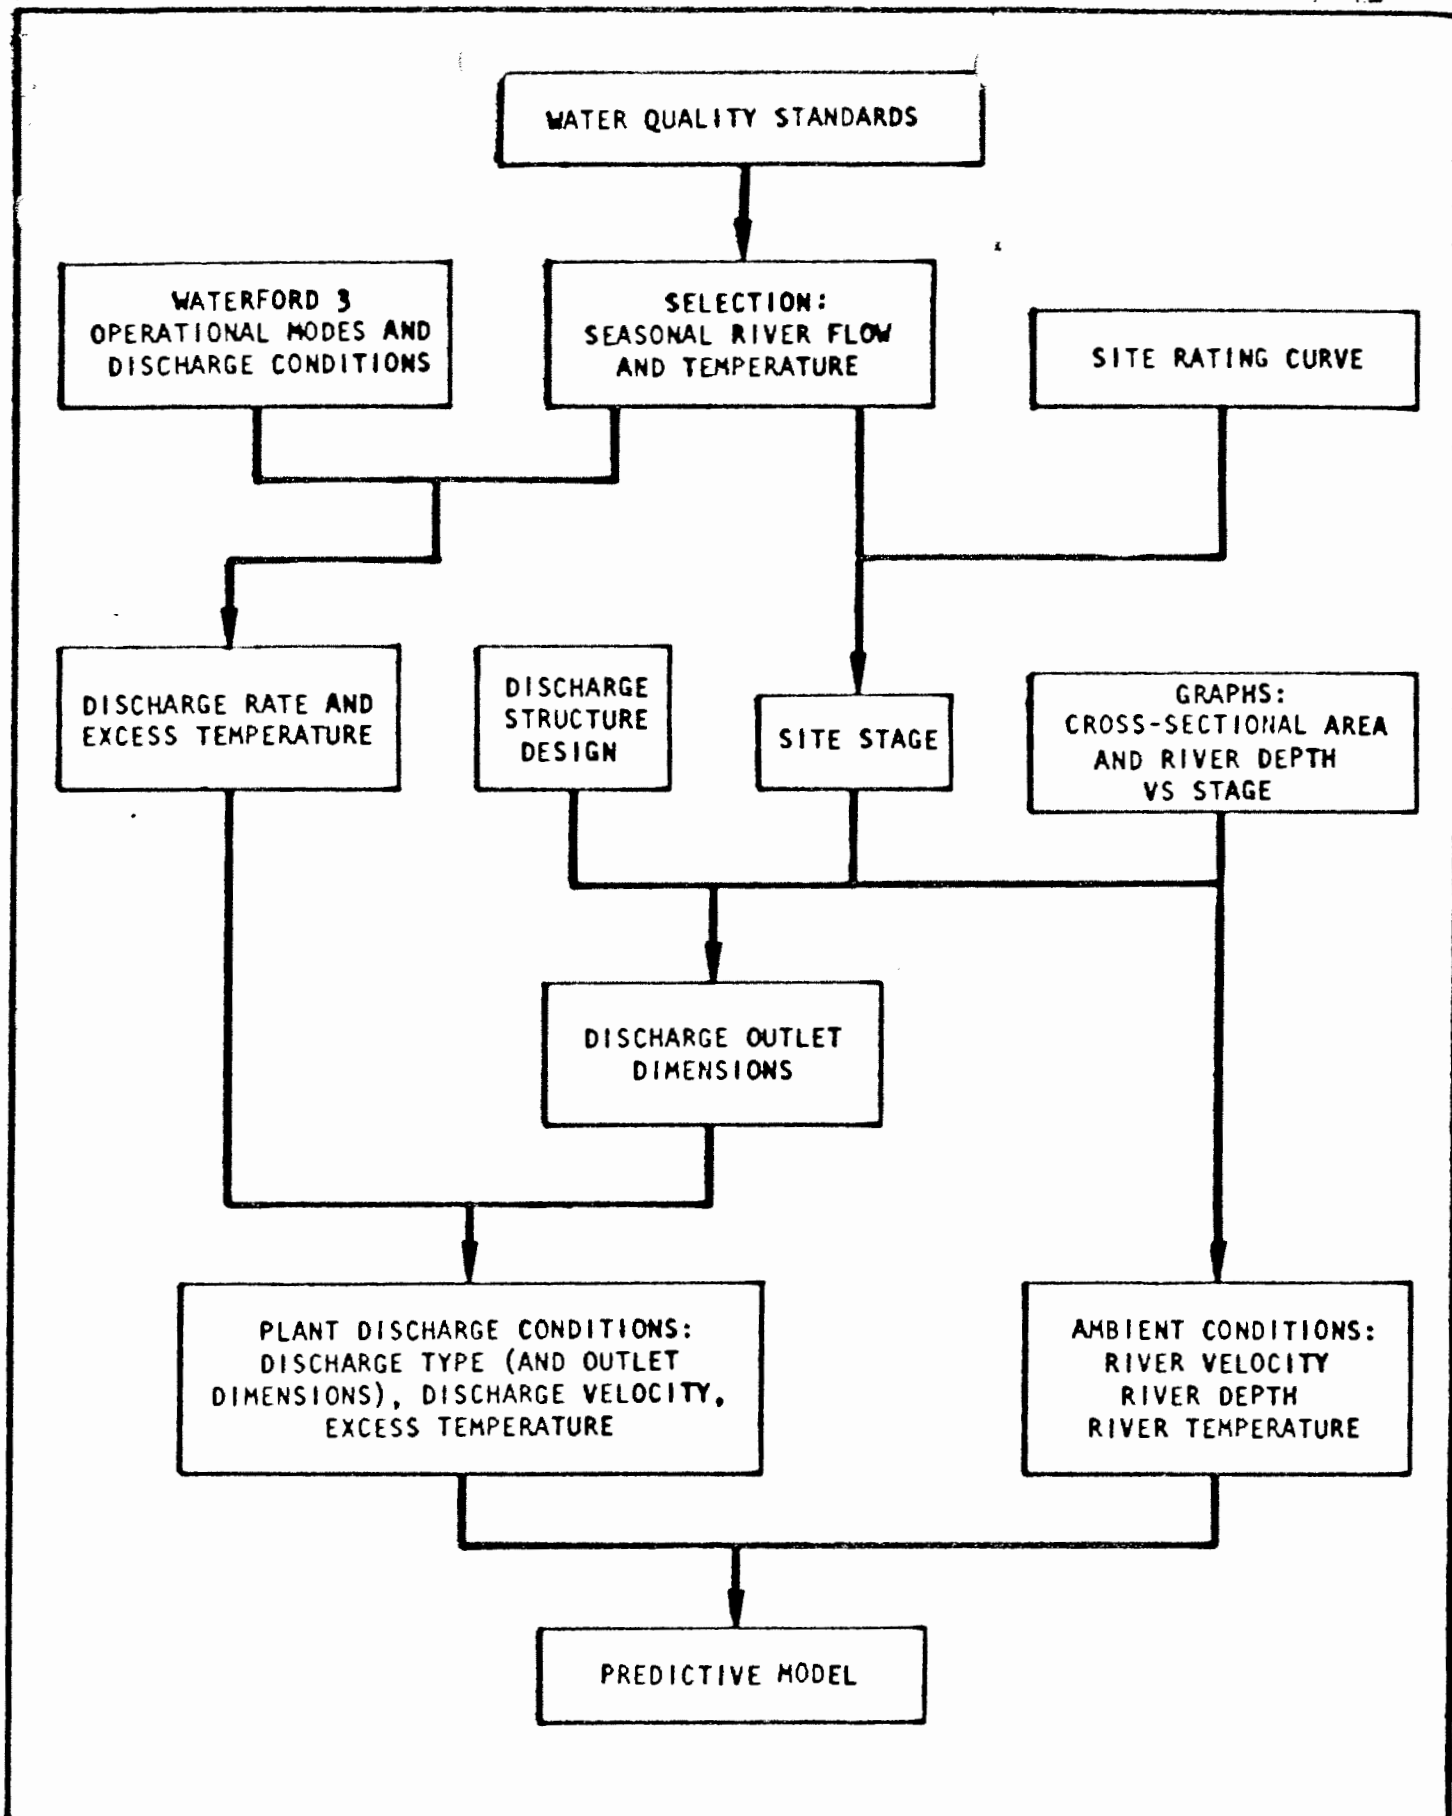 WATER QUALITY STANDARDS
WATERFORD 3
OPERATIONAL MODES AND
DISCHARGE CONDITIONS
SELECTION:
SEASONAL RIVER FLOW
AND TEMPERATURE
SITE RATING CURVE
DISCHARGE RATE AND
EXCESS TEMPERATURE
DISCHARGE
STRUCTURE
DESIGN
SITE STAGE
GRAPHS:
CROSS-SECTIONAL AREA
AND RIVER DEPTH
VS STAGE
DISCHARGE OUTLET
DIMENSIONS
PLANT DISCHARGE CONDITIONS:
DISCHARGE TYPE (AND OUTLET
DIMENSIONS), DISCHARGE VELOCITY,
EXCESS TEMPERATURE
AMBIENT CONDITIONS:
RIVER VELOCITY
RIVER DEPTH
RIVER TEMPERATURE
PREDICTIVE MODEL